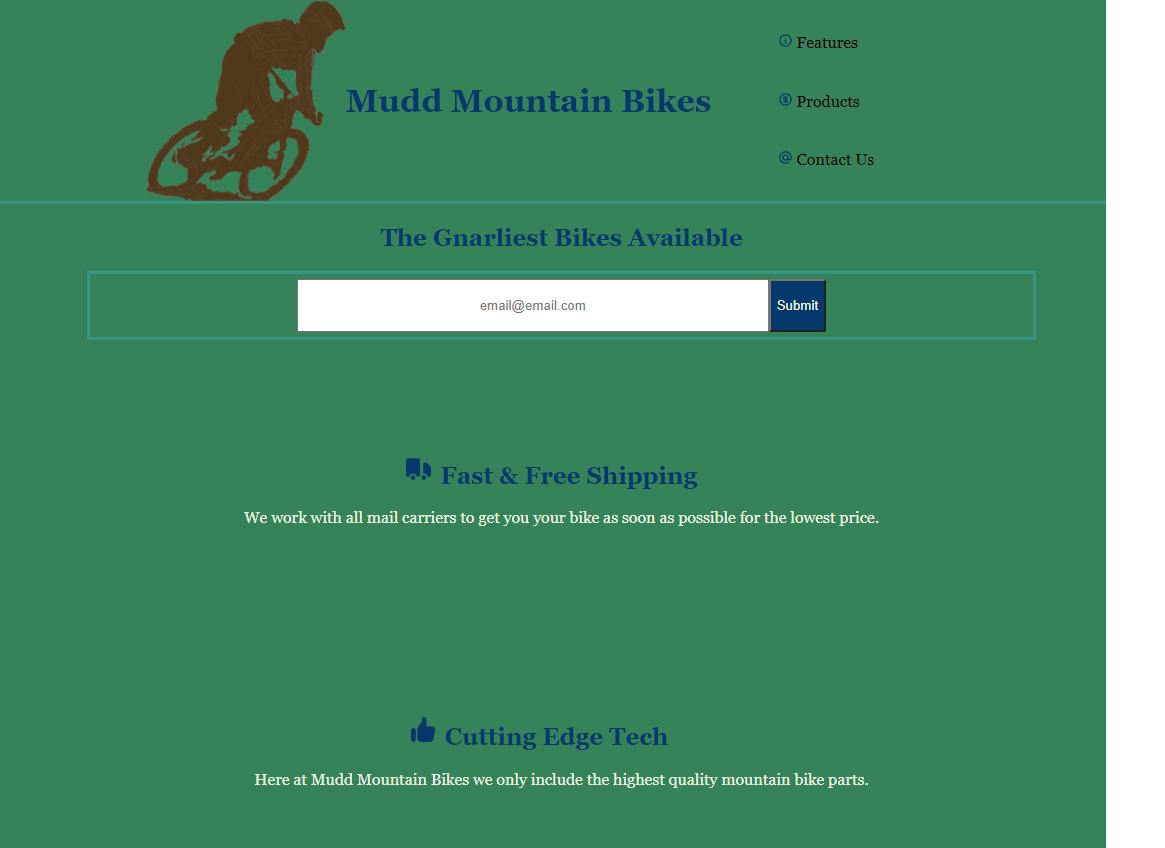 Mudd Mountain Bikes
Features
Products
Contact Us
The Gnarliest Bikes Available
email@email.com
Submit
Fast & Free Shipping
We work with all mail carriers to get you your bike as soon as possible for the lowest price.
Cutting Edge Tech
Here at Mudd Mountain Bikes we only include the highest quality mountain bike parts.